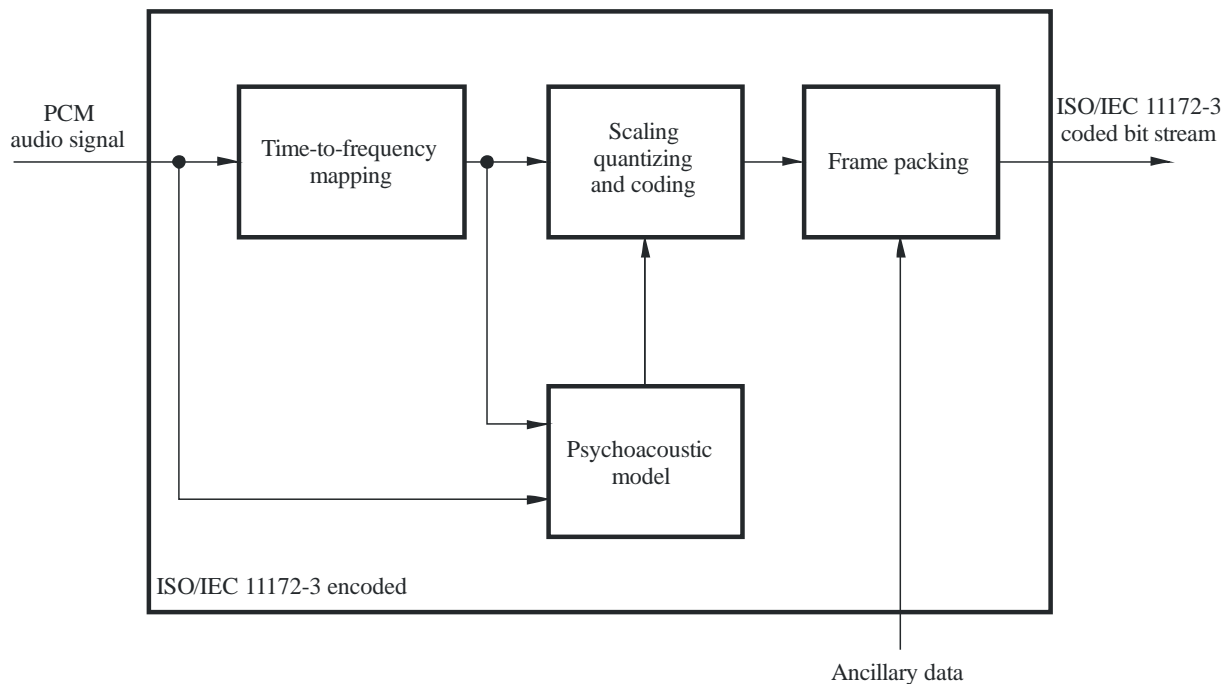 PCM
audio signal
Time-to-frequency
mapping
Scaling
quantizing
and coding
Frame packing
ISO/IEC 11172-3
coded bit stream
Psychoacoustic
model
ISO/IEC 11172-3 encoded
Ancillary data